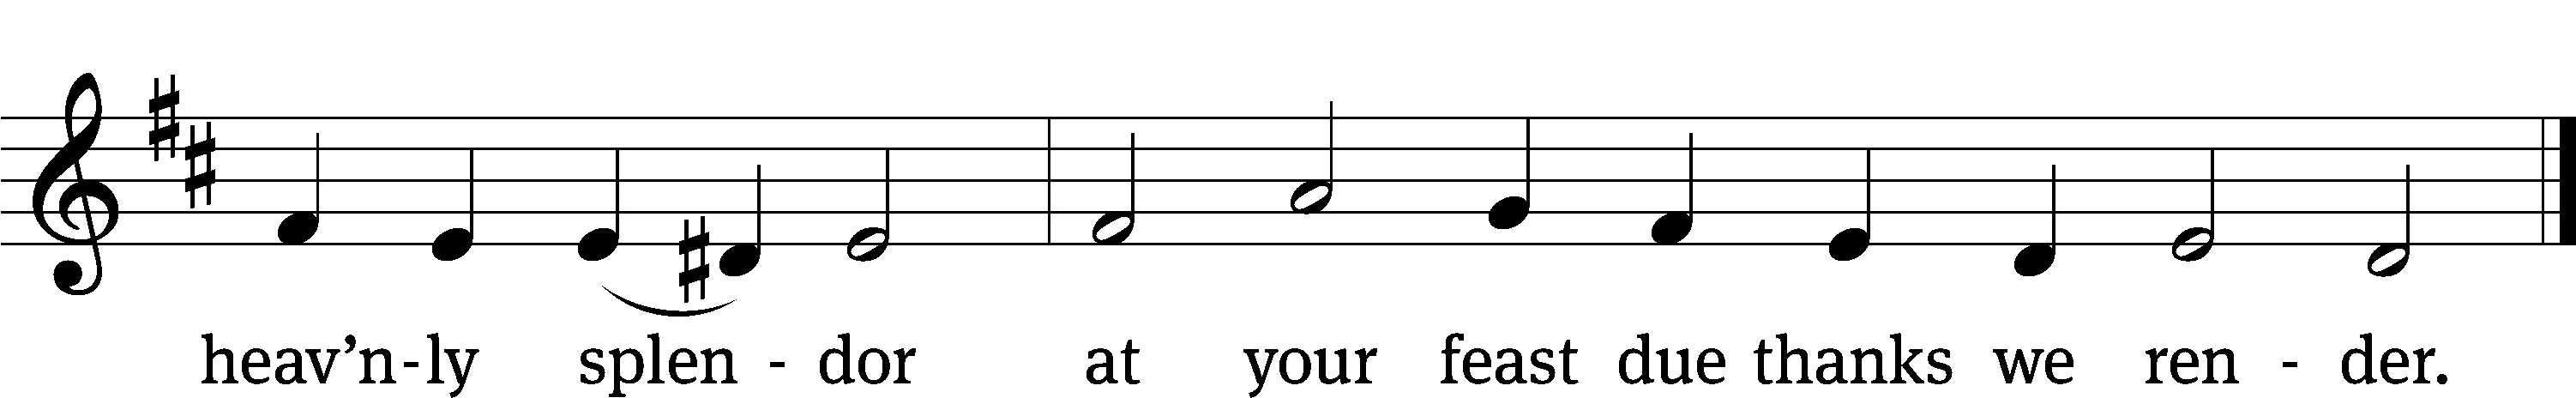 heav’n-ly splen - dor at your feast due thanks we ren - der.